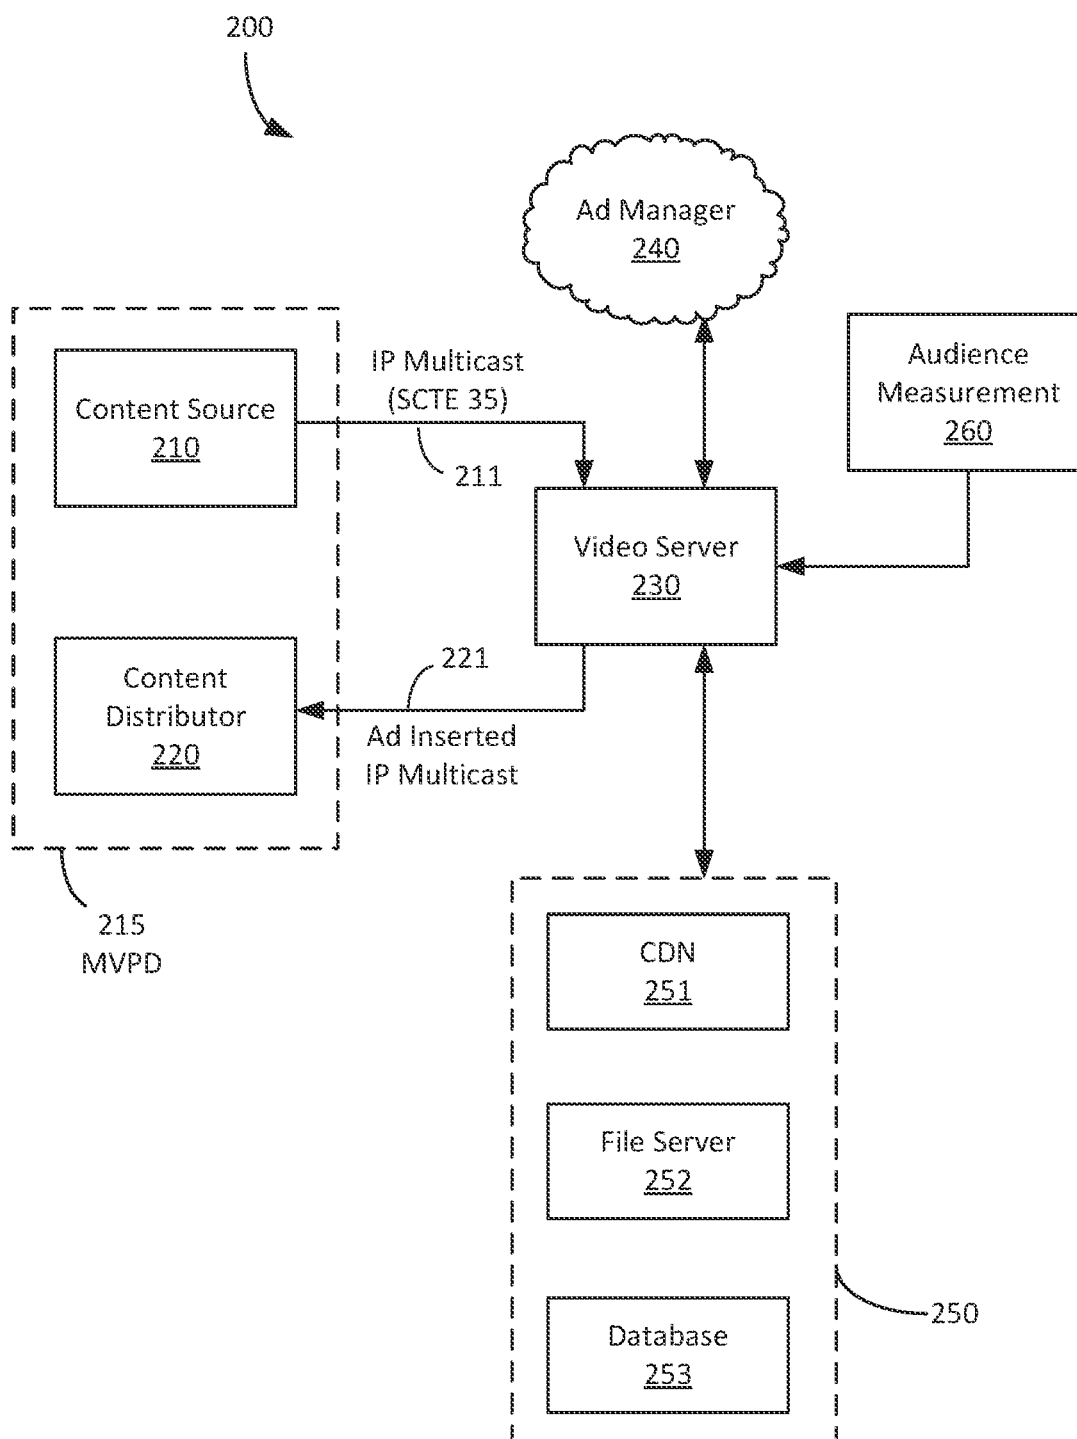 200
Ad Manager
240
Content Source
210
IP Multicast
(SCTE 35)
211
Audience
Measurement
260
Video Server
230
Content
Distributor
220
221
Ad Inserted
IP Multicast
215
MVPD
CDN
251
File Server
252
Database
253
250